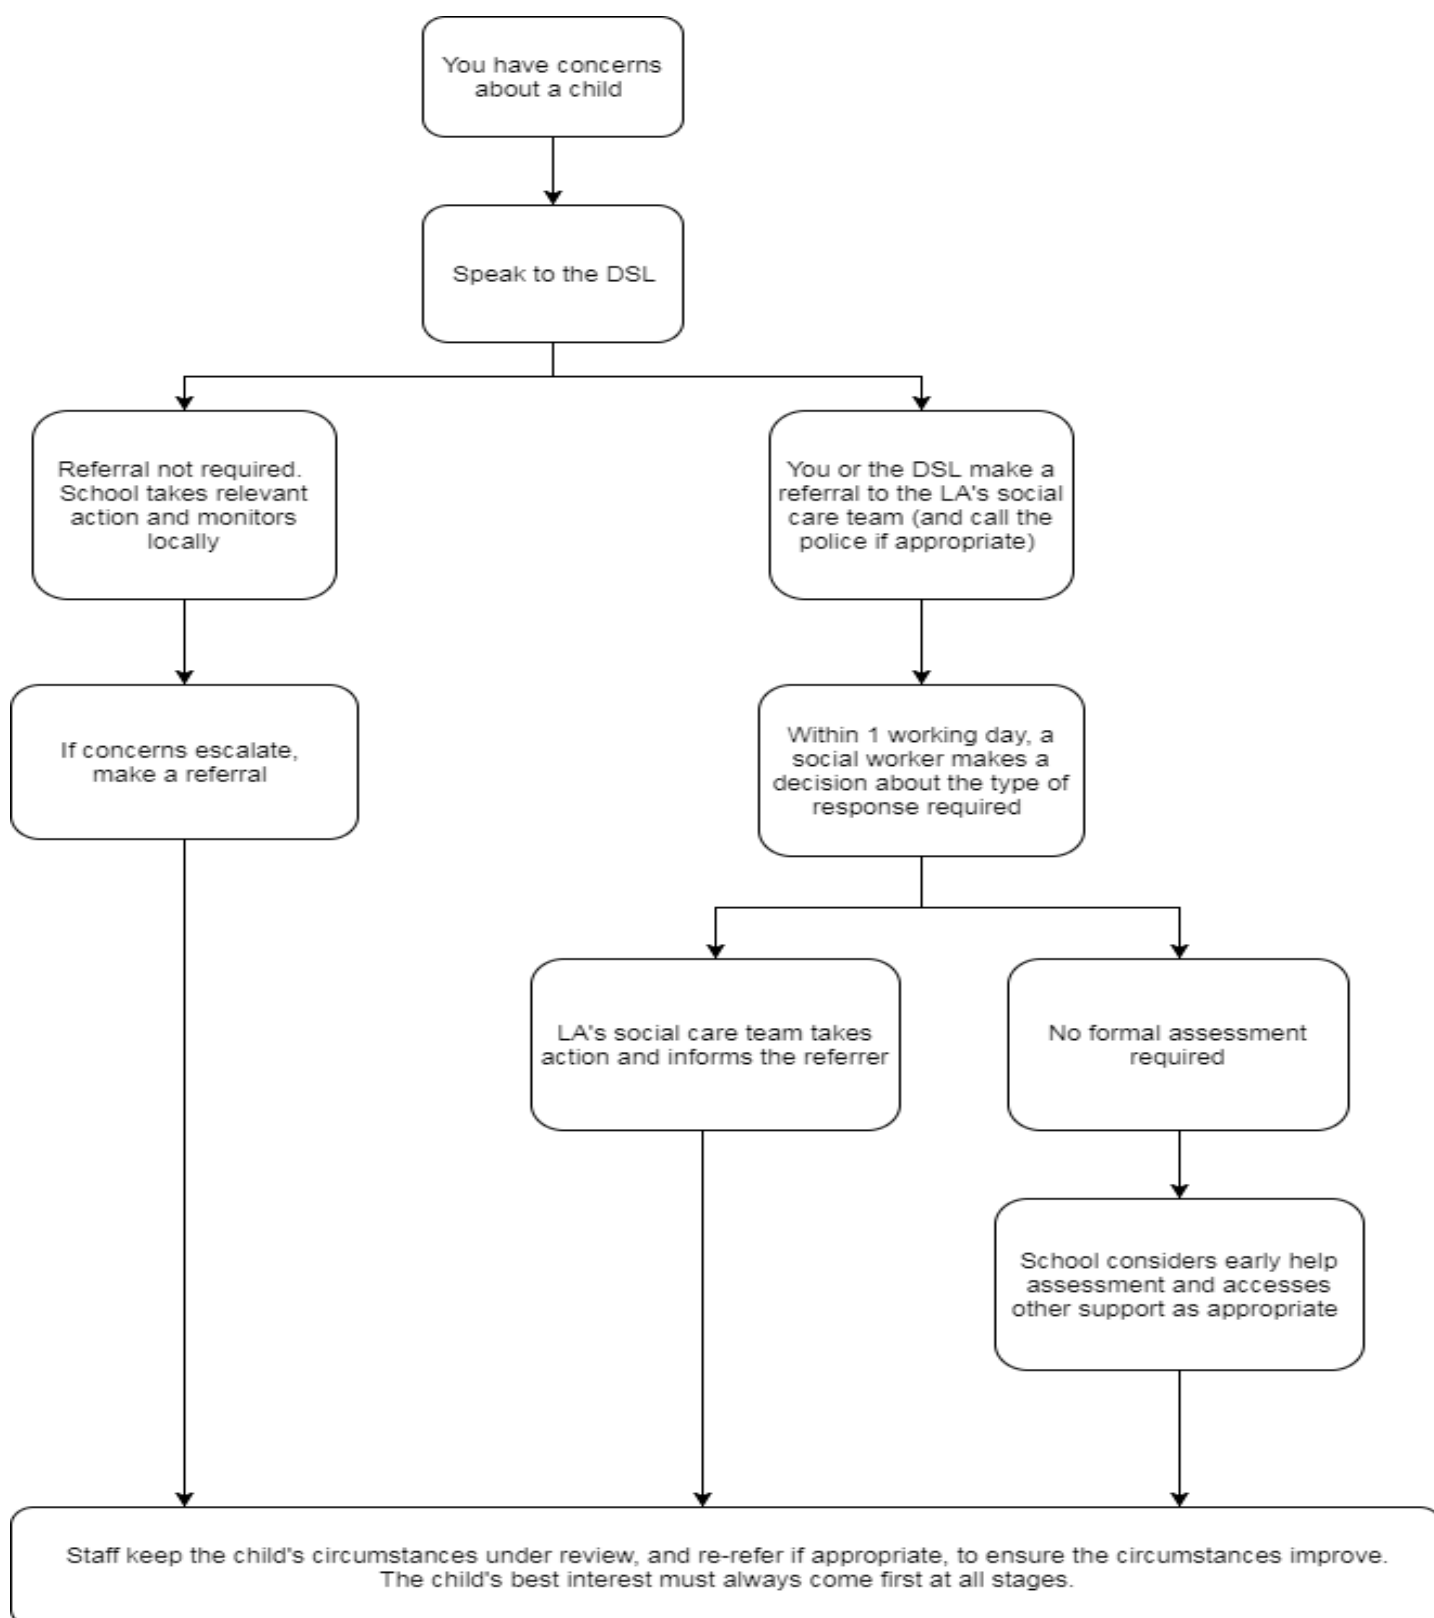 You have concerns
about a child
Speak to the DSL
Referral not required.
School takes relevant
action and monitors
locally
You or the DSL make a
referral to the LA's social
care team (and call the
police if appropriate)
If concerns escalate,
make a referral
Within 1 working day, a
social worker makes a
decision about the type of
response required
LA's social care team takes
action and informs the referrer
No formal assessment
required
School considers early help
assessment and accesses
other support as appropriate
Staff keep the child's circumstances under review, and re-refer if appropriate, to ensure the circumstances improve.
The child's best interest must always come first at all stages.